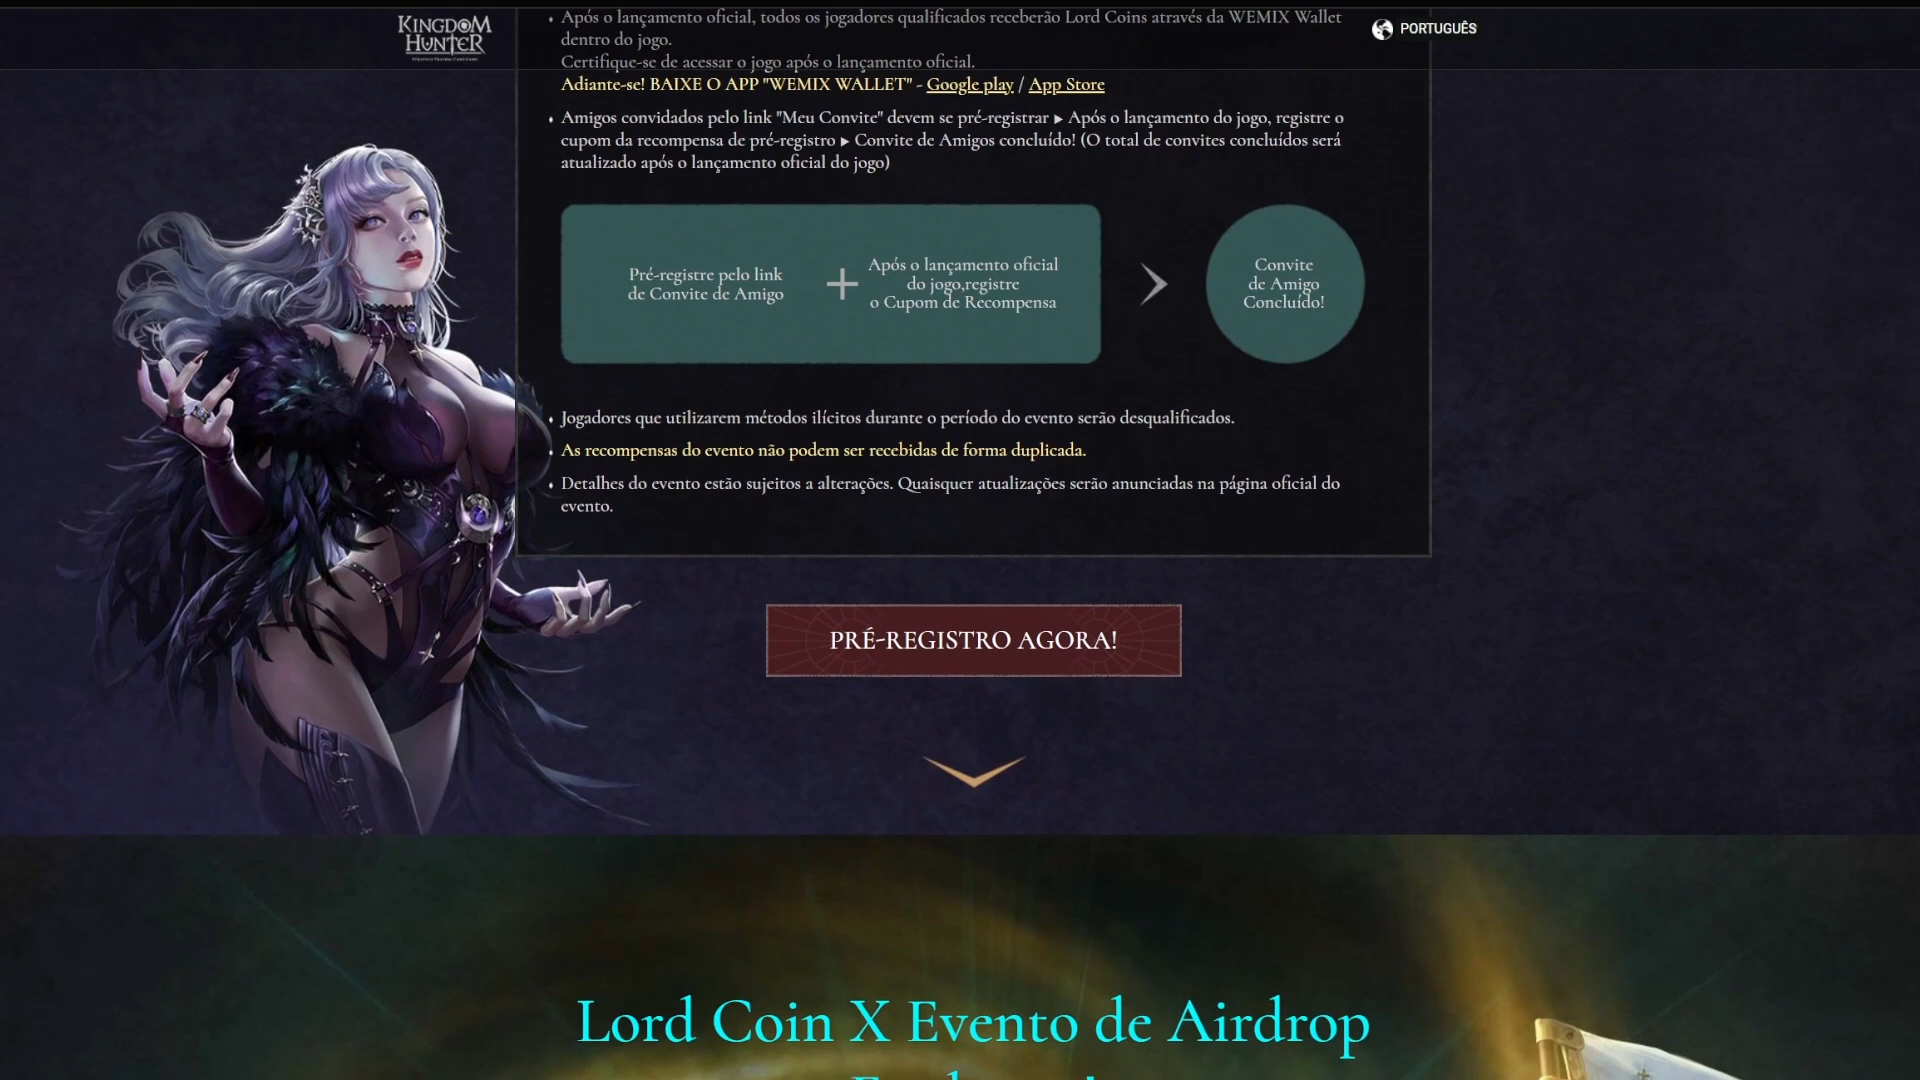 KINGDOM
HUNTER
PORTUGUÊS
Após o lançamento oficial, todos os jogadores qualificados receberão Lord Coins através da WEMIX Wallet
dentro do jogo.
Certifique-se de acessar o jogo após o lançamento oficial.
Adiante-se! BAIXE O APP "WEMIX WALLET" - Google play / App Store
Amigos convidados pelo link "Meu Convite" devem se pré-registrar ▸ Após o lançamento do jogo, registre o
cupom da recompensa de pré-registro ▸ Convite de Amigos concluído! (O total de convites concluídos será
atualizado após o lançamento oficial do jogo)
Pré-registre pelo link
de Convite de Amigo
+
Após o lançamento oficial
do jogo,registre
o Cupom de Recompensa
Convite
de Amigo
Concluído!
Jogadores que utilizarem métodos ilícitos durante o período do evento serão desqualificados.
As recompensas do evento não podem ser recebidas de forma duplicada.
Detalhes do evento estão sujeitos a alterações. Quaisquer atualizações serão anunciadas na página oficial do
evento.
PRÉ-REGISTRO AGORA!
Lord Coin X Evento de Airdrop